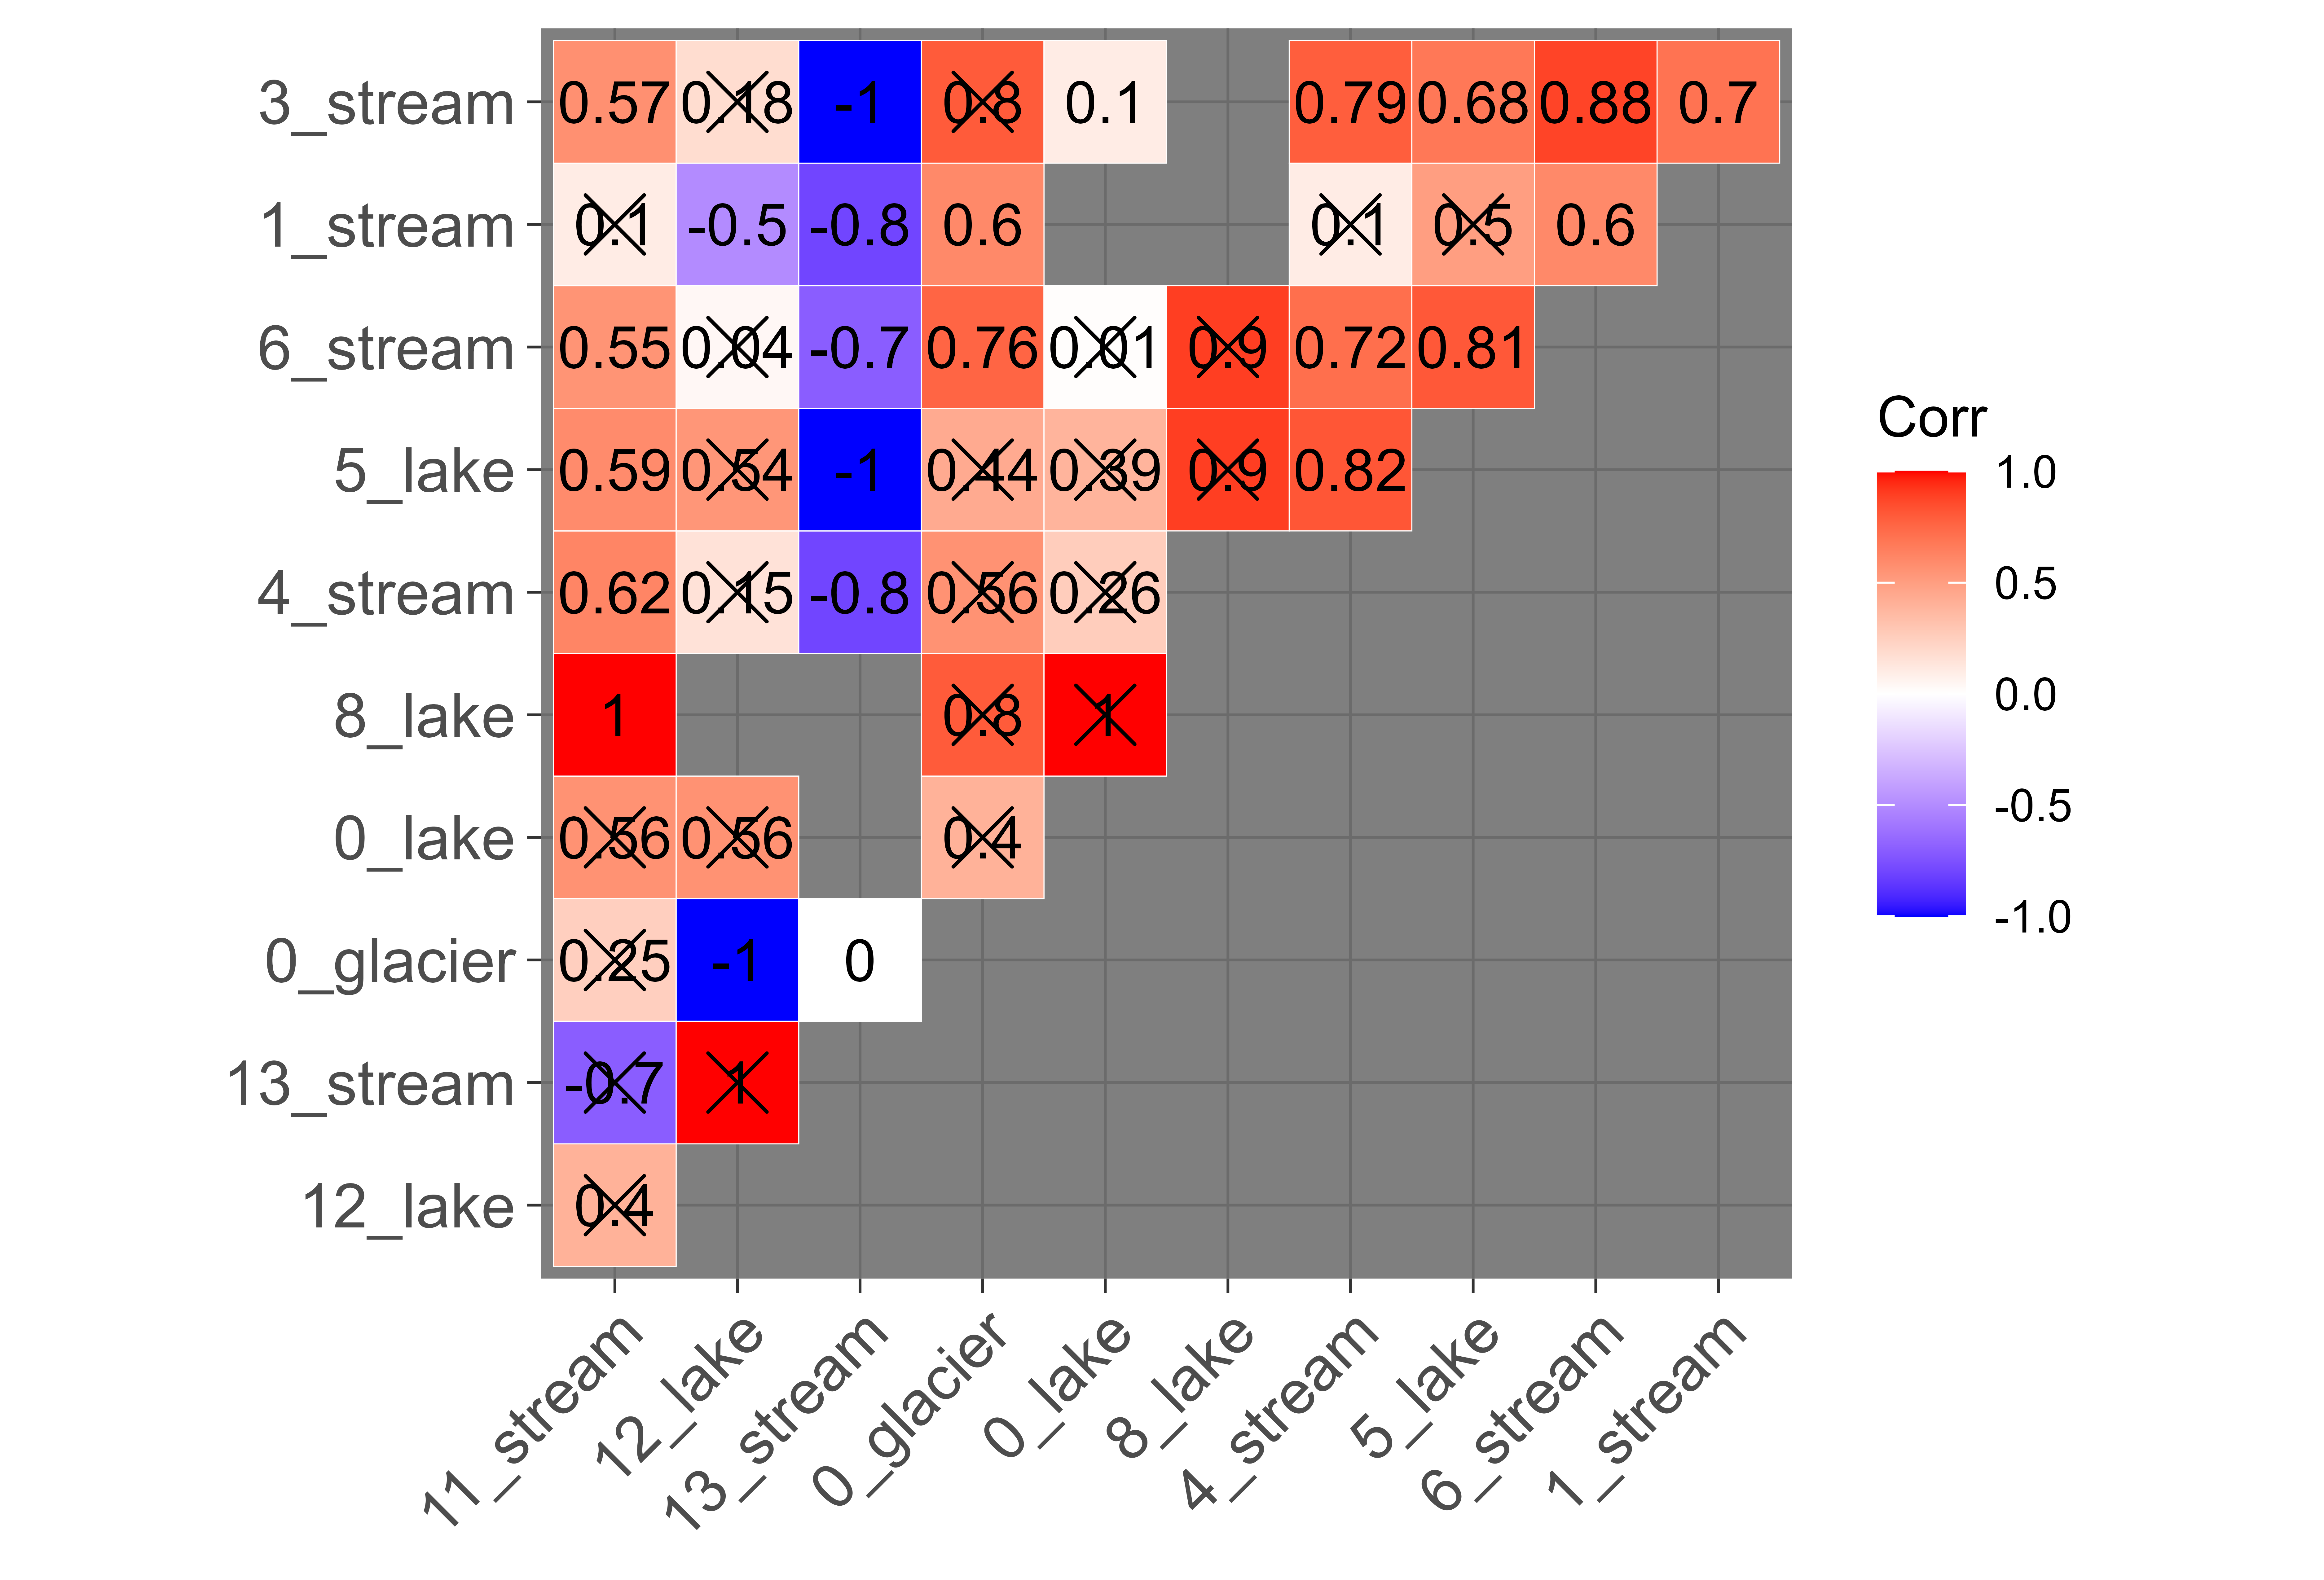 3_stream 0.57 0.18 -1 0.8 0.1 0.79 0.68 0.88 0.7
1_stream 0.1 -0.5 -0.8 0.6 0.1 0.5 0.6
6_stream 0.55 0.04 -0.7 0.76 0.01 0.9 0.72 0.81
5_lake 0.59 0.54 -1 0.44 0.39 0.9 0.82
4_stream 0.62 0.15 -0.8 0.56 0.26
8_lake 1 0.8 1
0_lake 0.56 0.56 0.4
0_glacier 0.25 -1 0
13_stream -0.7 1
12_lake 0.4
11_stream
12_lake
13_stream
0_glacier
0_lake
8_lake
4_stream
5_lake
6_stream
1_stream
Corr
1.0
0.5
0.0
-0.5
-1.0